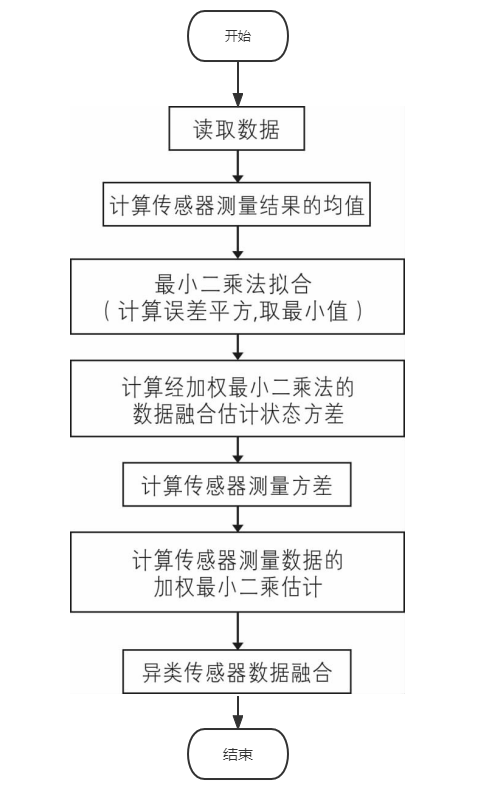 开始
读取数据
计算传感器测量结果的均值
最小二乘法拟合
（计算误差平方,取最小值）
计算经加权最小二乘法的
数据融合估计状态方差
计算传感器测量方差
计算传感器测量数据的
加权最小二乘估计
异类传感器数据融合
结束